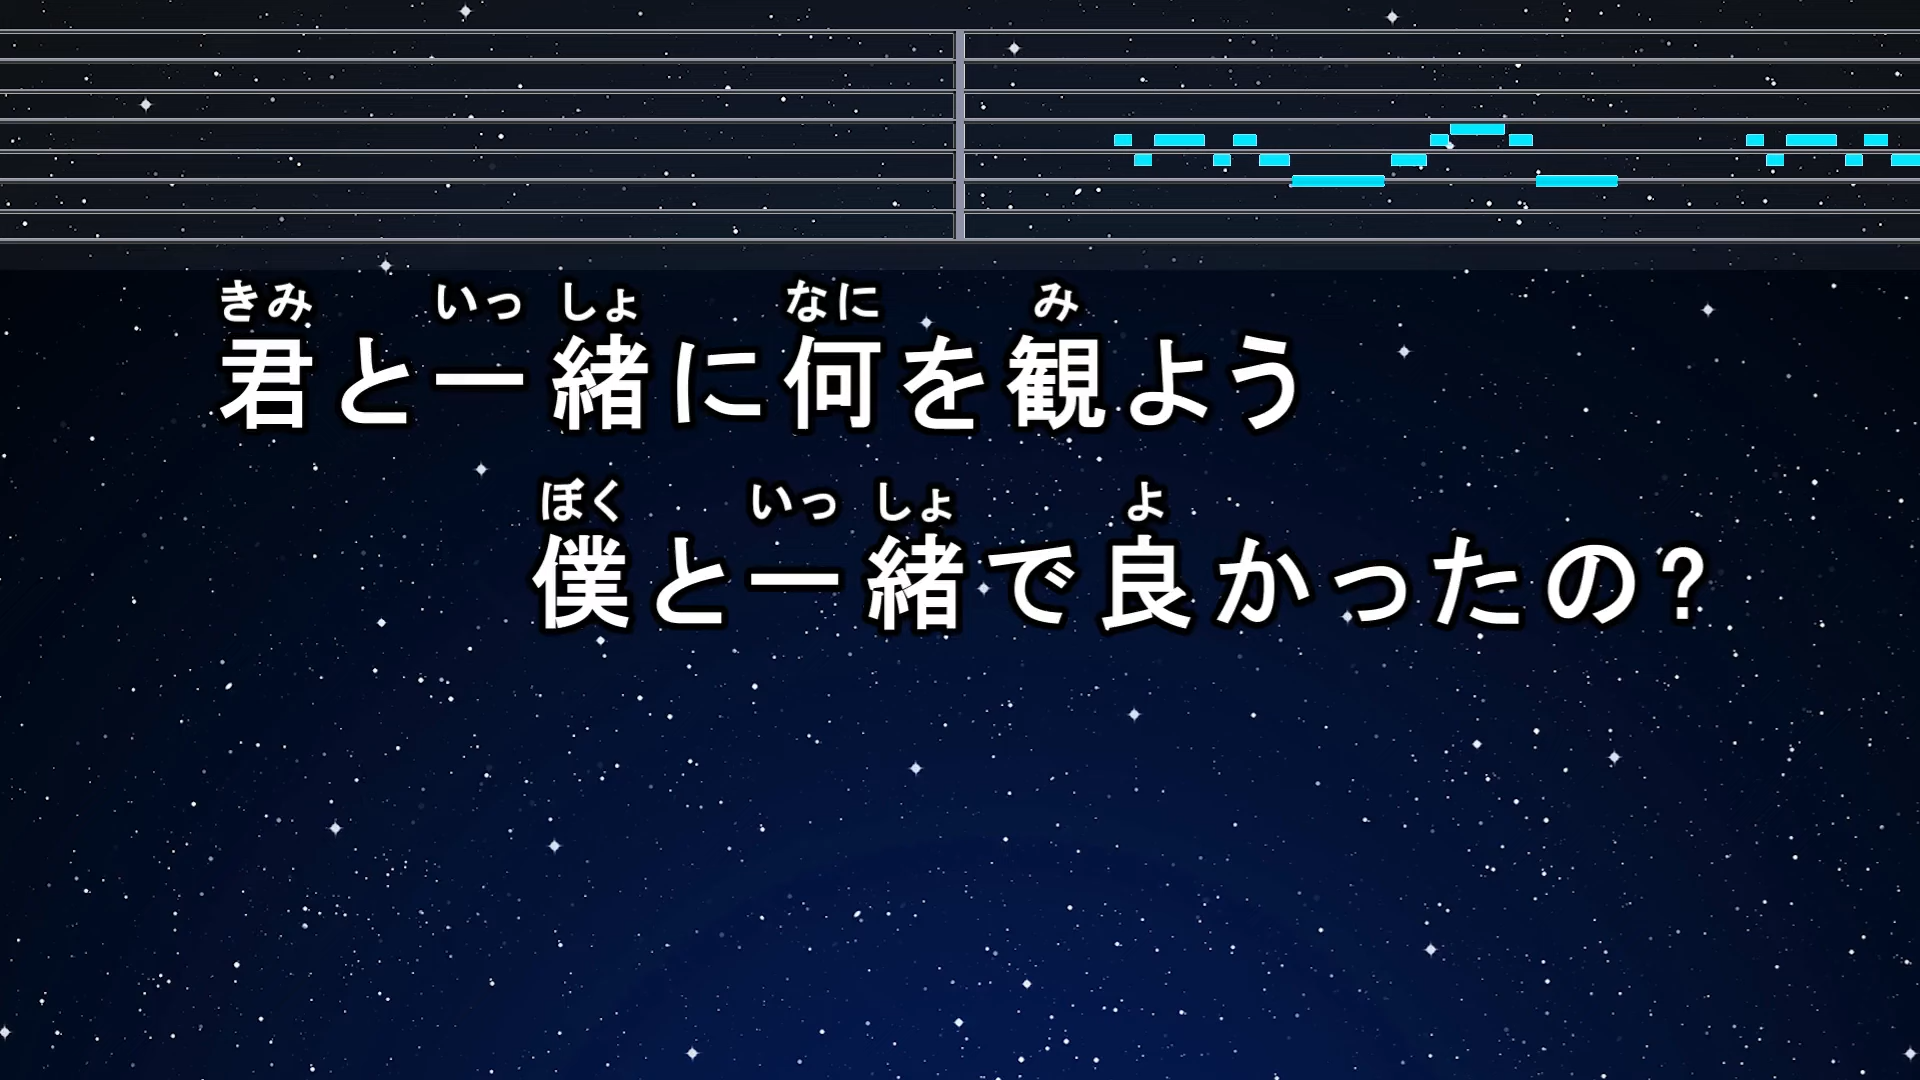 きみ いっ しょ なに み
君と一緒に何を観よう
ぼく いっ しょ よ
僕と一緒で良かったの?